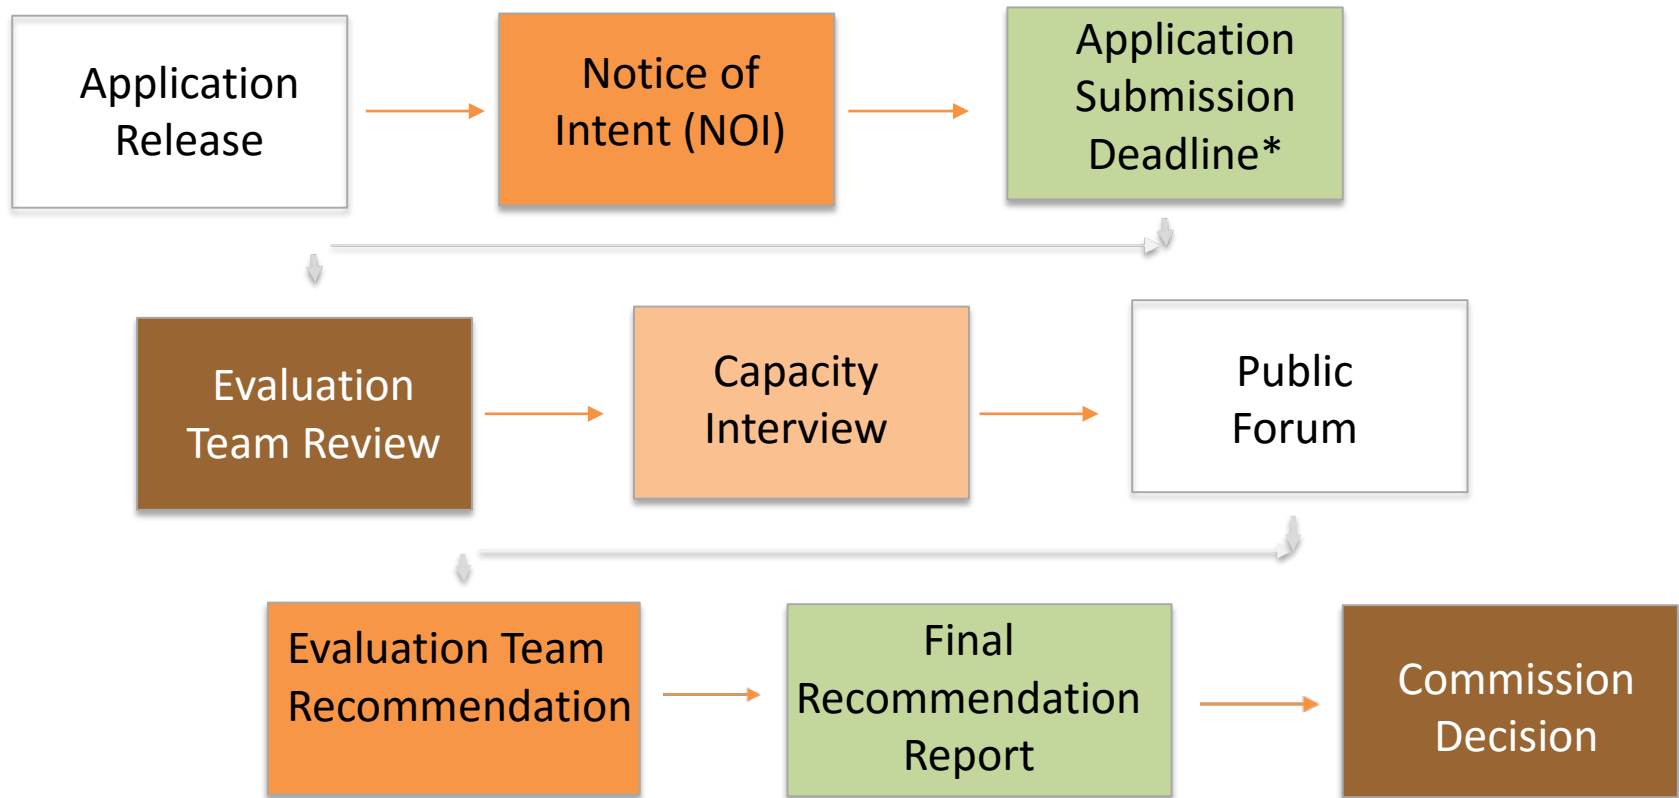 Application
Release
Notice of
Intent (NOI)
Application
Submission
Deadline*
Evaluation
Team Review
Capacity
Interview
Public
Forum
Evaluation Team
Recommendation
Final
Recommendation
Report
Commission
Decision